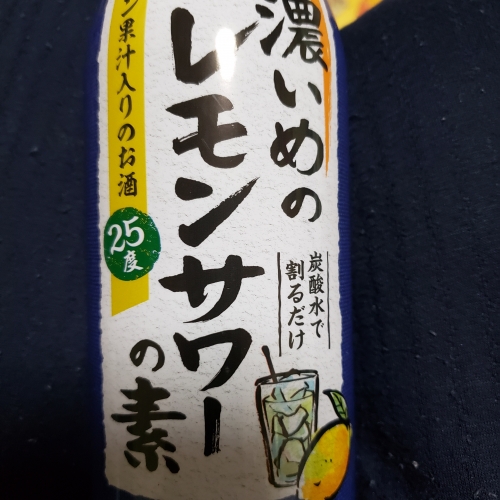 濃いめの
レモンサワー
の素
炭酸水で
割るだけ
ン果汁入りのお酒
25度